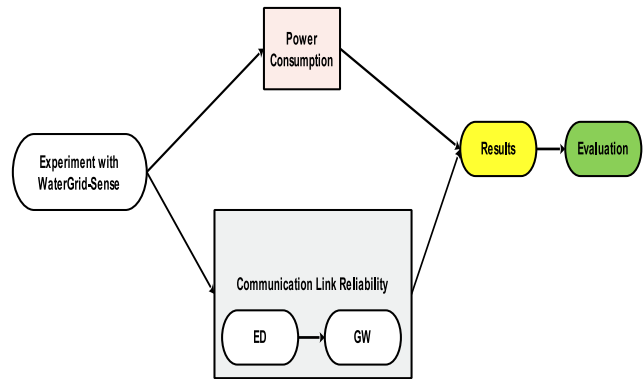 Power
Consumption
Experiment with
WaterGrid-Sense
Results
Evaluation
Communication Link Reliability
ED
GW